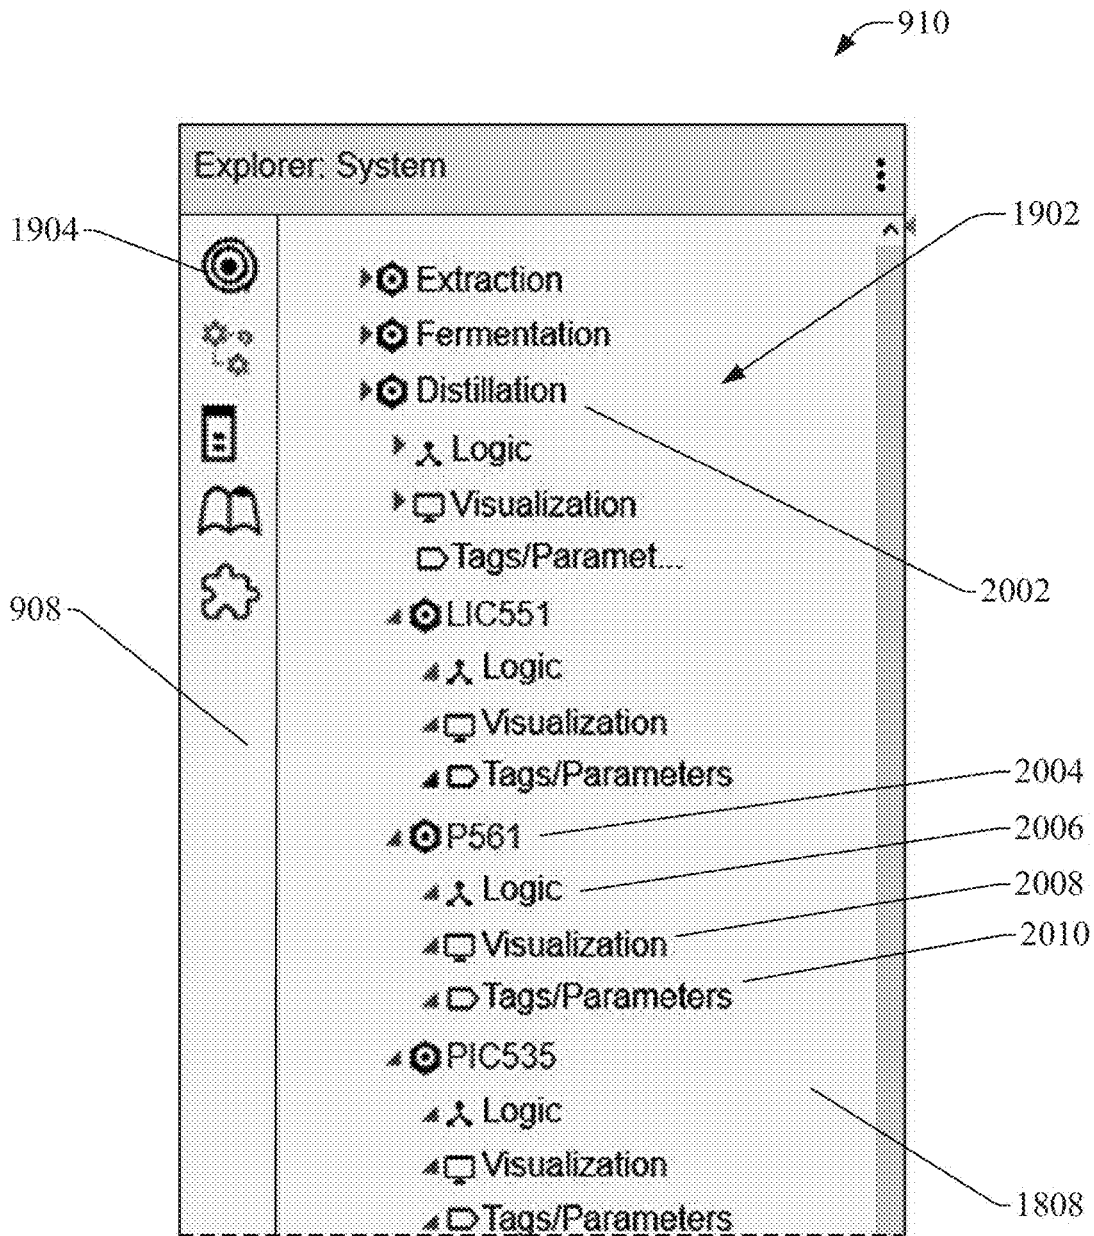 910
Explorer: System
1904
1902
Extraction
Fermentation
Distillation
Logic
Visualization
Tags/Paramet...
2002
908
LIC551
Logic
Visualization
Tags/Parameters
2004
P561
2006
Logic
2008
Visualization
2010
Tags/Parameters
PIC535
Logic
Visualization
1808
Tags/Parameters